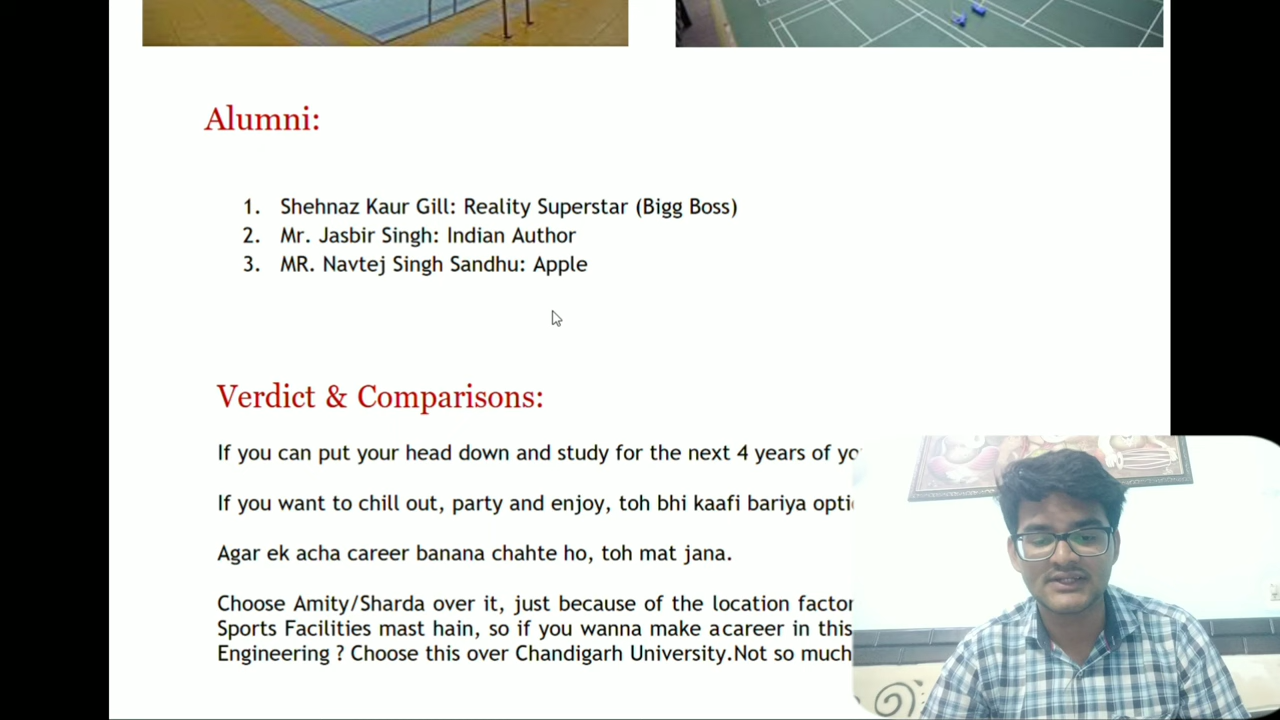 Alumni:
1. Shehnaz Kaur Gill: Reality Superstar (Bigg Boss)
2. Mr. Jasbir Singh: Indian Author
3. MR. Navtej Singh Sandhu: Apple
Verdict & Comparisons:
If you can put your head down and study for the next 4 years of
If you want to chill out, party and enjoy, toh bhi kaafi bariya
Agar ek acha career banana chahte ho, toh mat jana.
Choose Amity/Sharda over it, just because of the location
Sports Facilities mast hain, so if you wanna make a career in this
Engineering ? Choose this over Chandigarh University.Not so much